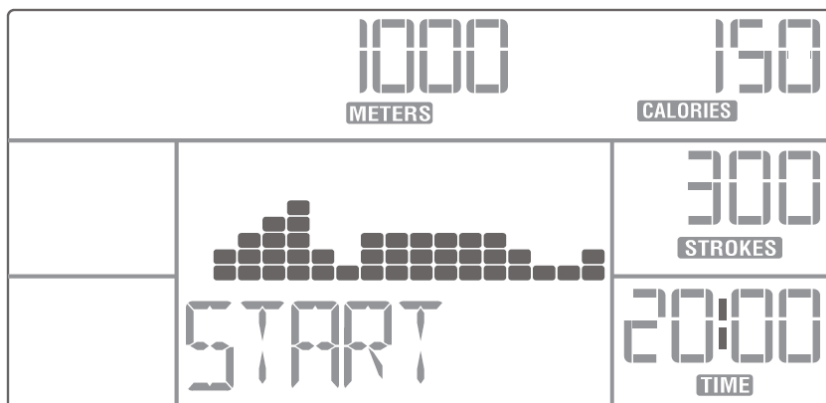 1000 150
METERS CALORIES
300
STROKES
START 20:00
TIME